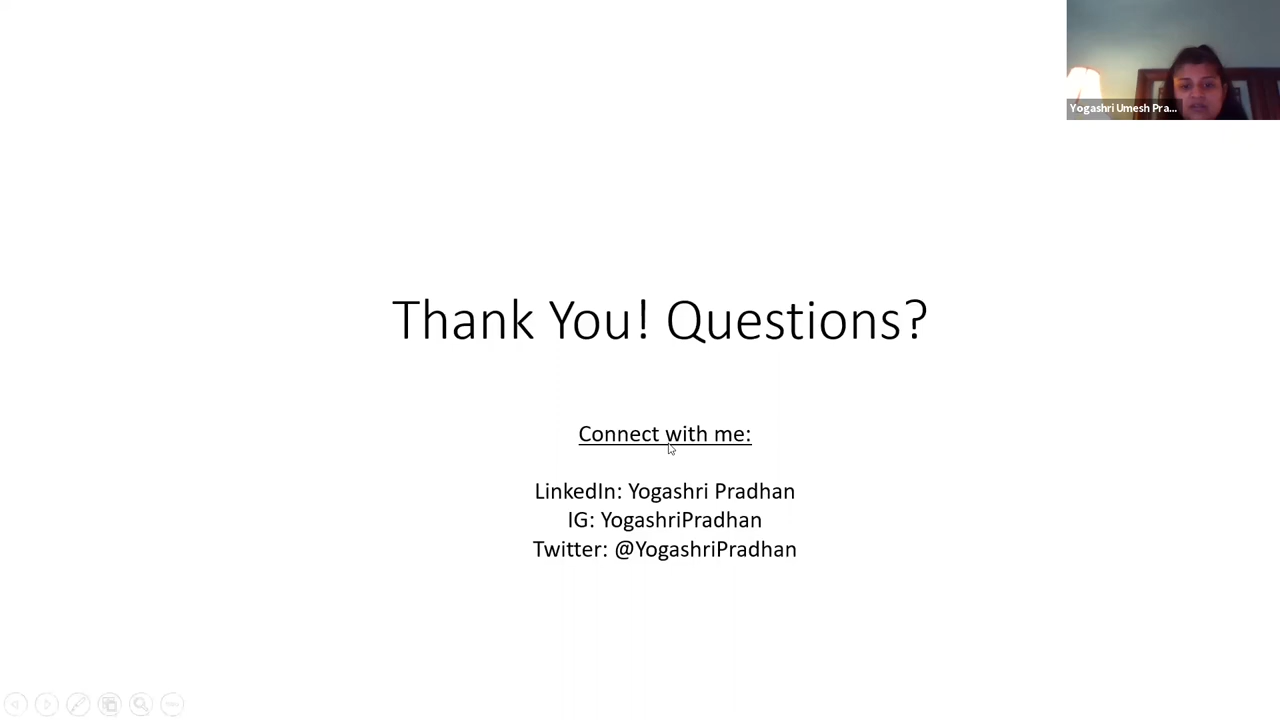 Yogashri Umesh Pra...
Thank You! Questions?
Connect with me:
LinkedIn: Yogashri Pradhan
IG: YogashriPradhan
Twitter: @YogashriPradhan